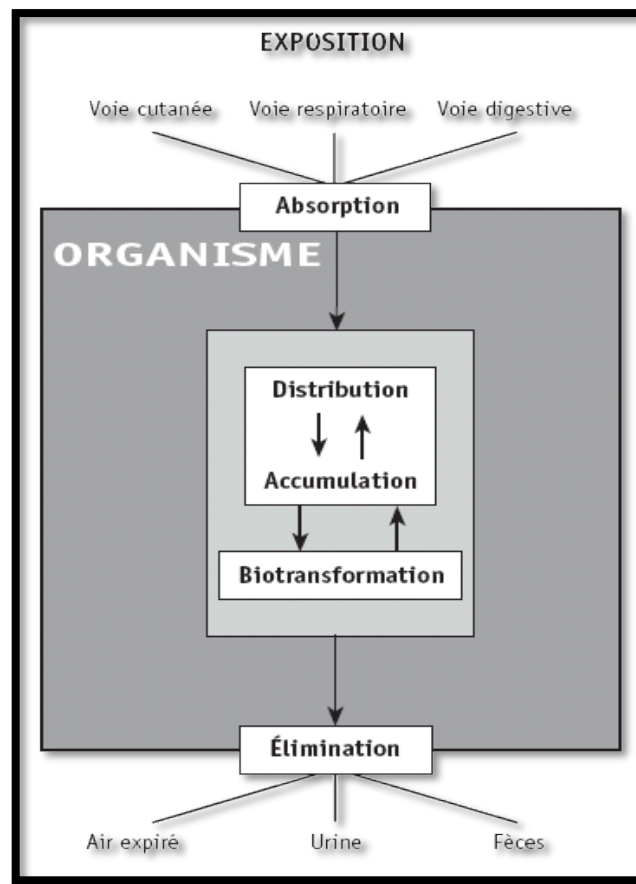 EXPOSITION
Voie cutanée Voie respiratoire Voie digestive
Absorption
ORGANISME
Distribution
Accumulation
Biotransformation
Élimination
Air expiré Urine Fèces